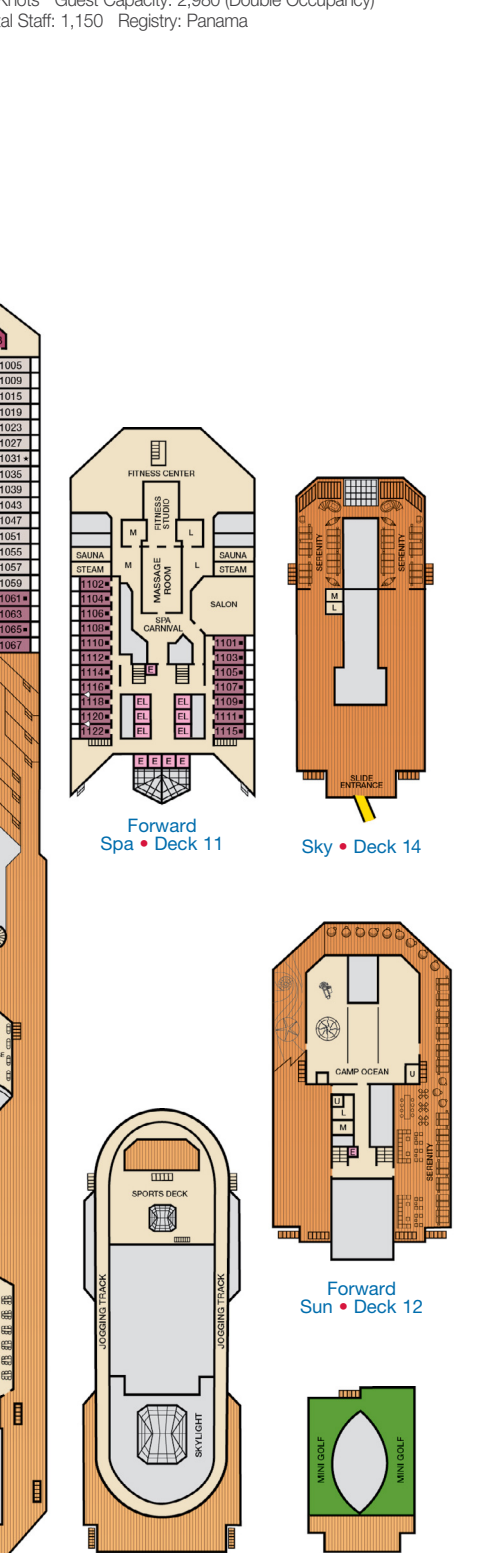 Knots Guest Capacity: 2,980 (Double Occupancy)
tal Staff: 1,150 Registry: Panama
1005
1009
1015
1019
1023
1027
1031
1035
1039
1043
1047
1051
1055
1057
1059
1061
1063
1065
1067
FITNESS CENTER
FITNESS STUDIO
M
L
SAUNA
STEAM
M
MASSAGE ROOM
L
SAUNA
STEAM
SALON
SPA
CARNIVAL
1102
1104
1106
1108
1110
1112
1114
1116
1118
1120
1122
1101
1103
1105
1107
1109
1111
1115
E
EL
EL
EL
EL
EL
EL
E E E E
Forward
Spa • Deck 11
SERENITY
SERENITY
M
L
SLIDE
ENTRANCE
Sky • Deck 14
CAMP OCEAN
U
U
L
M
E
SERENITY
Forward
Sun • Deck 12
SPORTS DECK
JOGGING TRACK
JOGGING TRACK
SKYLIGHT
MINI GOLF
MINI GOLF